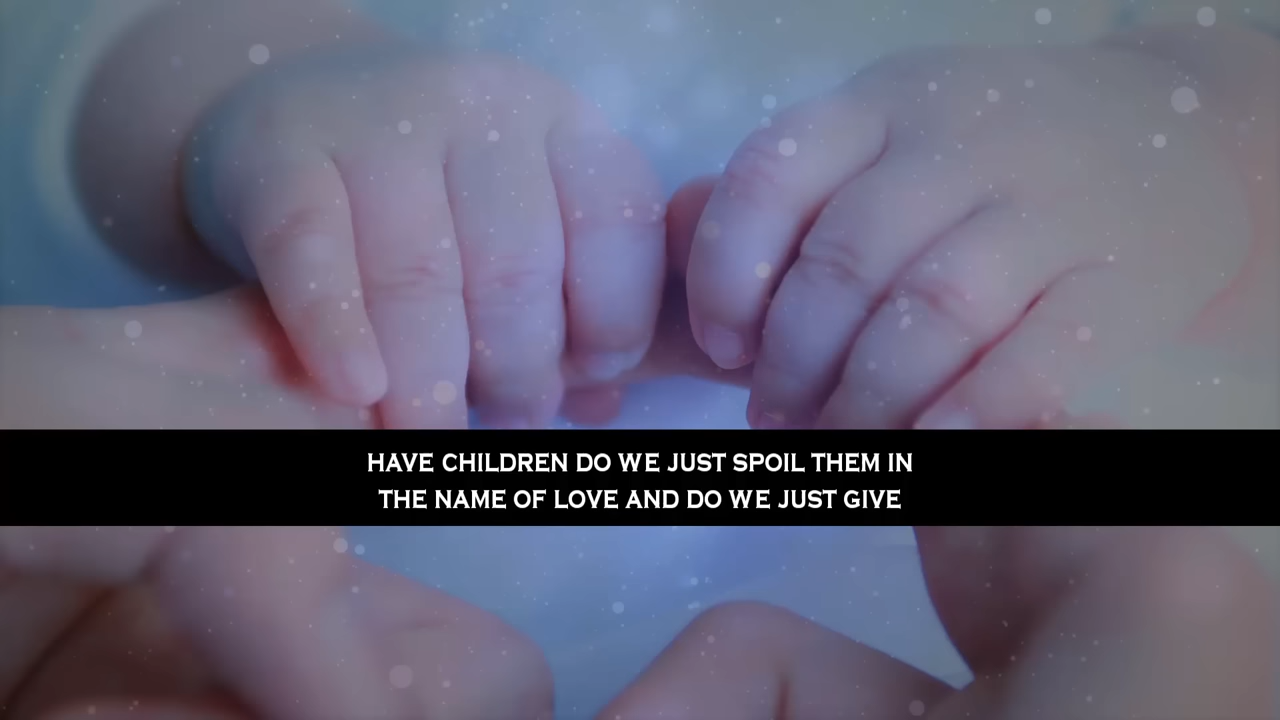 HAVE CHILDREN DO WE JUST SPOIL THEM IN
THE NAME OF LOVE AND DO WE JUST GIVE